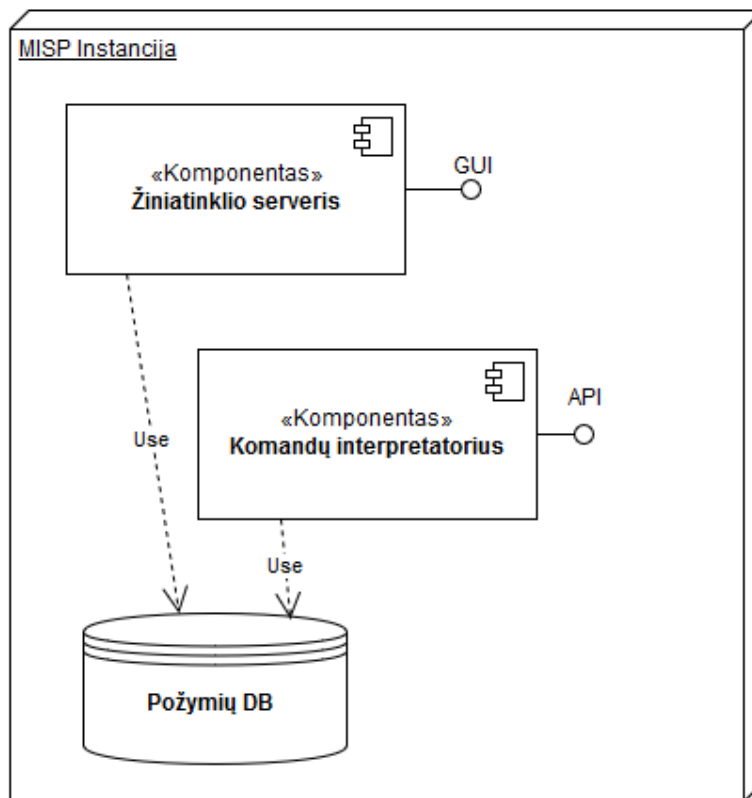 MISP Instancija
«Komponentas»
Žiniatinklio serveris
GUI
«Komponentas»
Komandų interpretatorius
API
Use
Use
Požymių DB